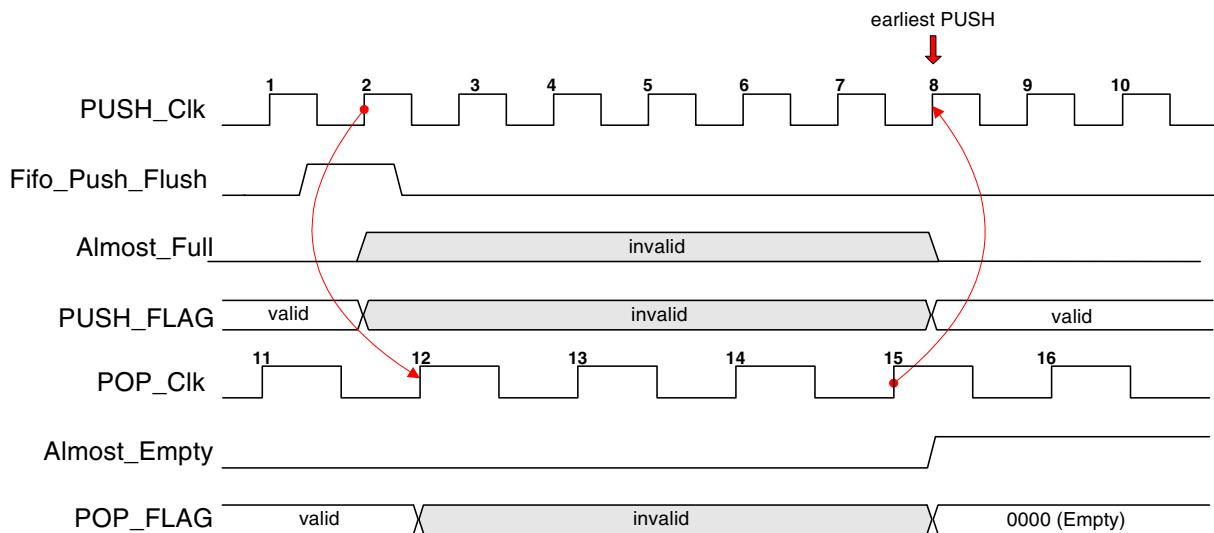 earliest PUSH
1 2 3 4 5 6 7 8 9 10
PUSH_Clk
Fifo_Push_Flush
Almost_Full
invalid
PUSH_FLAG
valid invalid valid
11 12 13 14 15 16
POP_Clk
Almost_Empty
POP_FLAG
valid invalid 0000 (Empty)